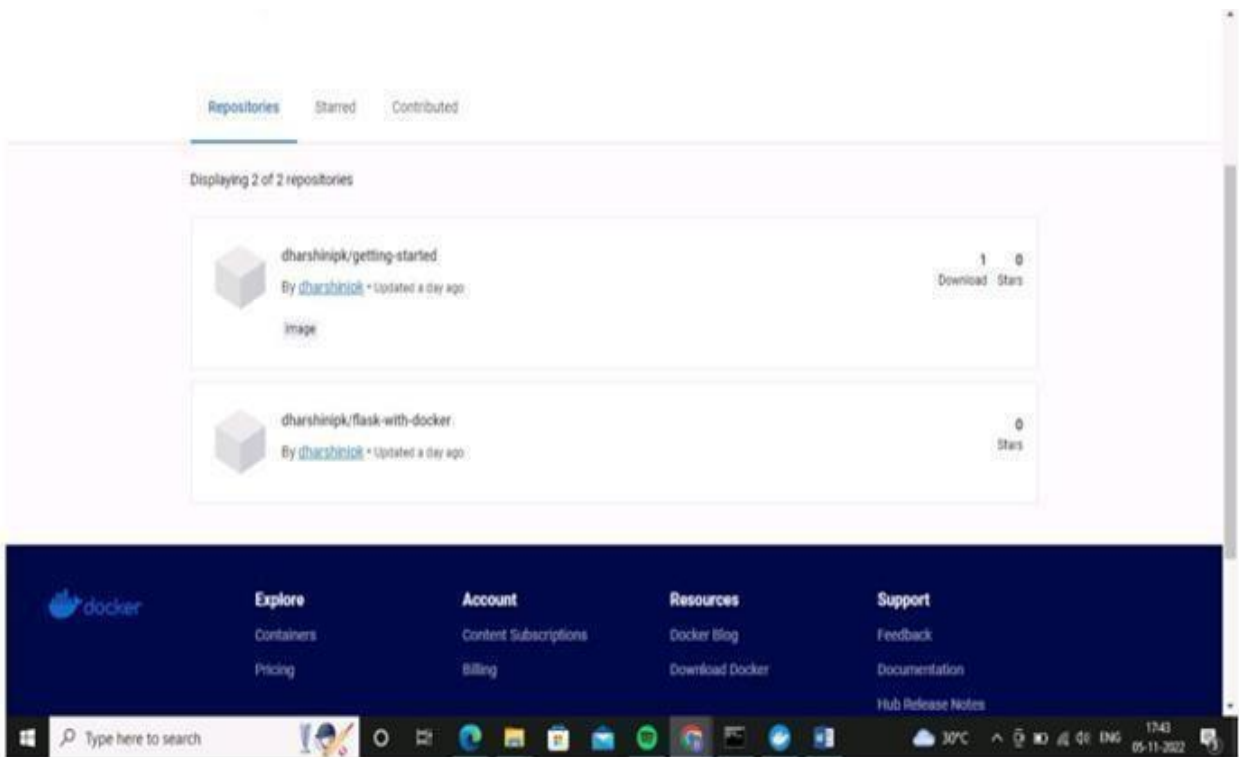 Repositories Starred Contributed
Displaying 2 of 2 repositories
dharshinipk/getting-started
By dharshinipk • Updated a day ago
Image
1 0
Download Stars
dharshinipk/flask-with-docker
By dharshinipk • Updated a day ago
0
Stars
docker
Explore
Containers
Pricing
Account
Content Subscriptions
Billing
Resources
Docker Blog
Download Docker
Support
Feedback
Documentation
Hub Release Notes
Type here to search
30°C
ENG
17:43
05-11-2022